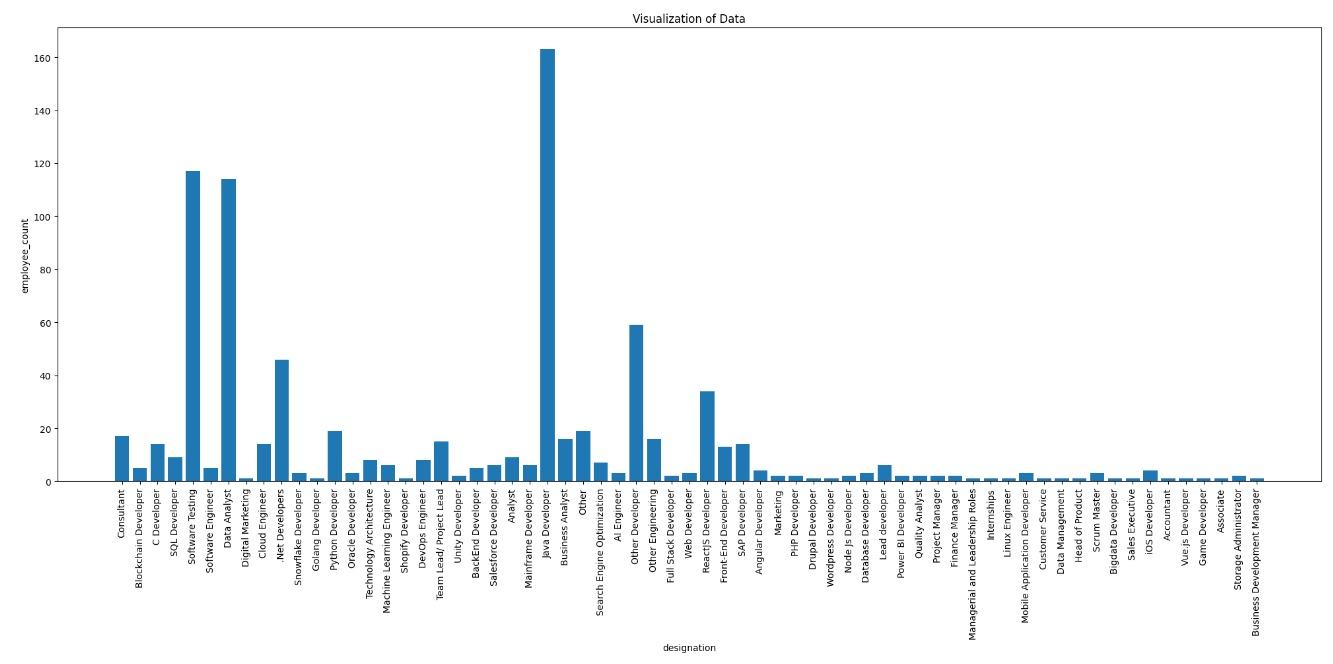 Visualization of Data
160
140
120
100
80
60
40
20
0
employee_count
Consultant
Blockchain Developer
C Developer
SQL Developer
Software Testing
Software Engineer
Data Analyst
Digital Marketing
Cloud Engineer
.Net Developers
Snowflake Developer
Golang Developer
Python Developer
Oracle Developer
Technology Architecture
Machine Learning Engineer
Shopify Developer
DevOps Engineer
Team Lead/ Project Lead
Unity Developer
BackEnd Developer
Salesforce Developer
Analyst
Mainframe Developer
Java Developer
Business Analyst
Other
Search Engine Optimization
AI Engineer
Other Developer
Other Engineering
Full Stack Developer
Web Developer
ReactJS Developer
Front-End Developer
SAP Developer
Angular Developer
Marketing
PHP Developer
Drupal Developer
Wordpress Developer
Node Js Developer
Database Developer
Lead developer
Power BI Developer
Quality Analyst
Project Manager
Finance Manager
Managerial and Leadership Roles
Internships
Linux Engineer
Mobile Application Developer
Customer Service
Data Management
Head of Product
Scrum Master
Bigdata Developer
Sales Executive
iOS Developer
Accountant
Vue.js Developer
Game Developer
Associate
Storage Administrator
Business Development Manager
designation